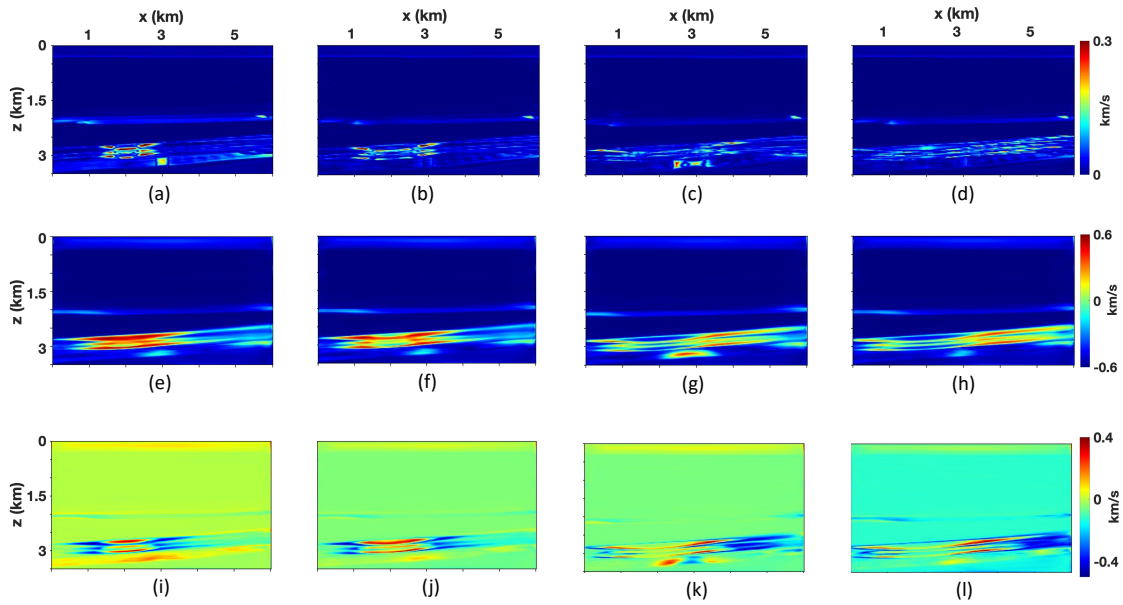 x (km) x (km) x (km) x (km)
1 3 5 1 3 5 1 3 5 1 3 5
0 0.3
z (km) 1.5 km/s
3 0
(a) (b) (c) (d)
0 0.6
z (km) 1.5 0 km/s
3 -0.6
(e) (f) (g) (h)
0 0.4
z (km) 1.5 0 km/s
3 -0.4
(i) (j) (k) (l)